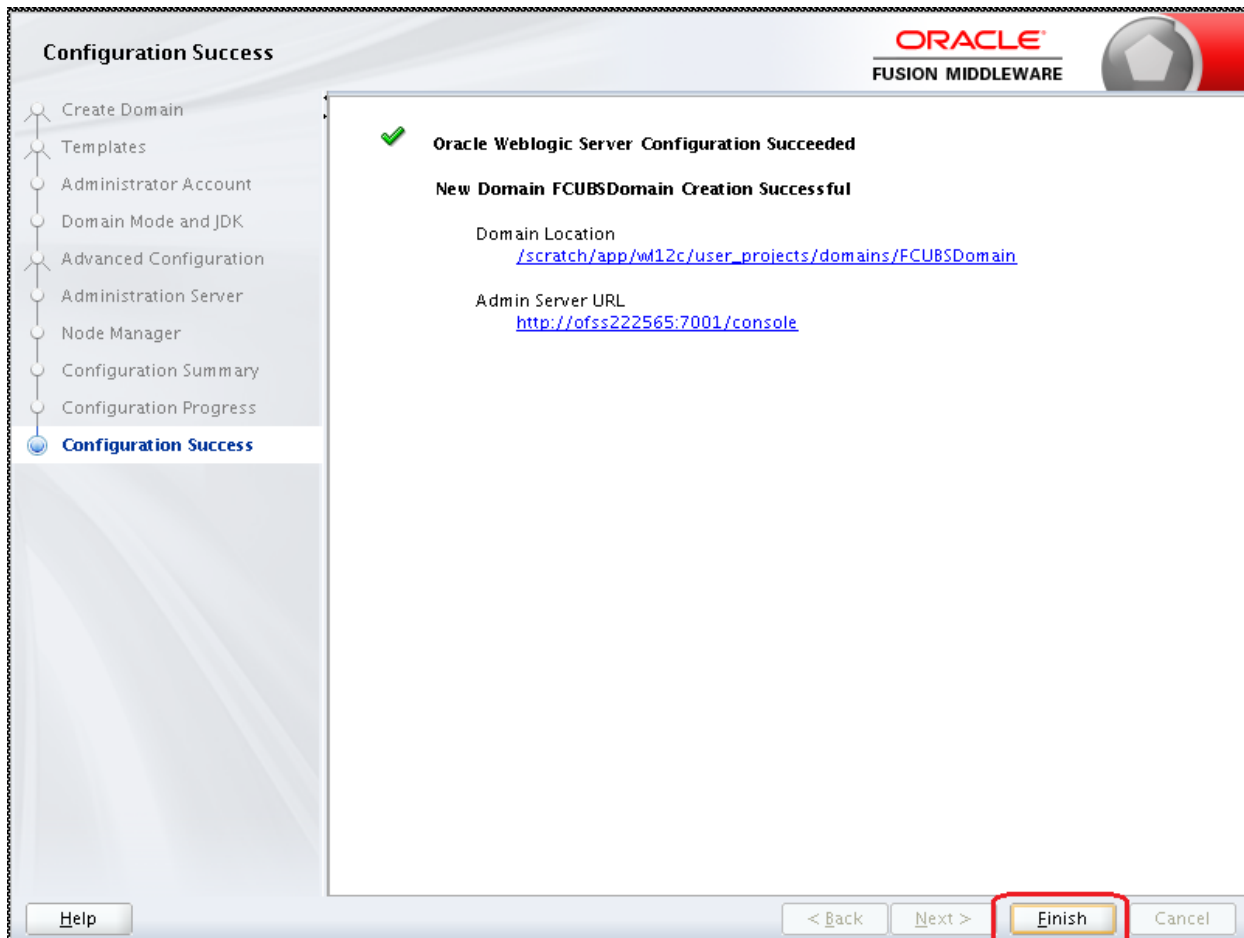 Configuration Success
ORACLE®
FUSION MIDDLEWARE
Create Domain
Templates
Administrator Account
Domain Mode and JDK
Advanced Configuration
Administration Server
Node Manager
Configuration Summary
Configuration Progress
Configuration Success
Oracle Weblogic Server Configuration Succeeded
New Domain FCUBSDomain Creation Successful
Domain Location
/scratch/app/wl12c/user_projects/domains/FCUBSDomain
Admin Server URL
http://ofss222565:7001/console
Help
< Back
Next >
Finish
Cancel